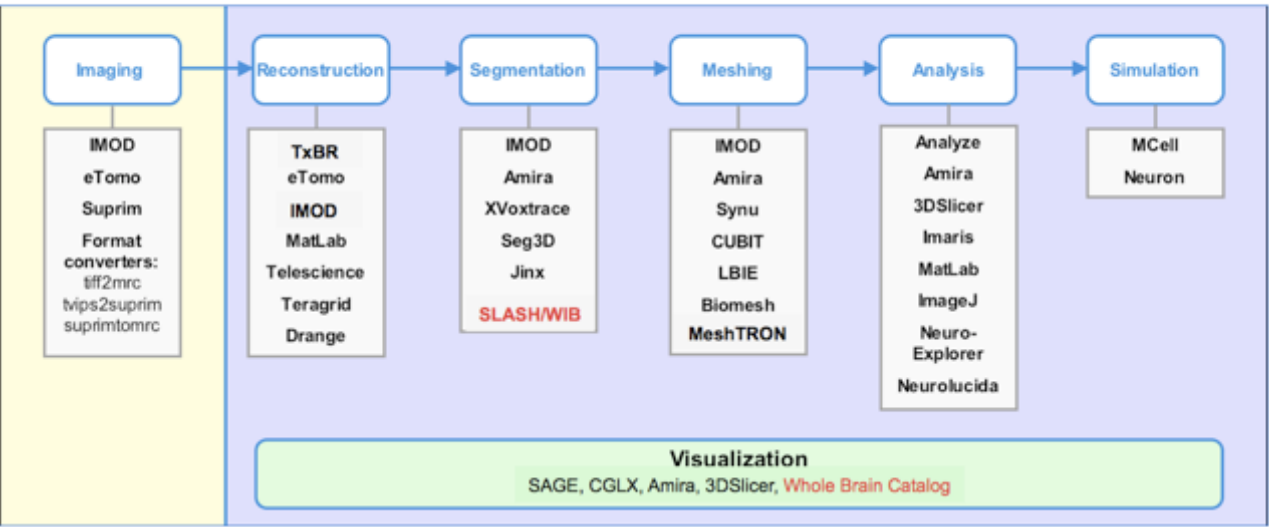 Imaging
Reconstruction
Segmentation
Meshing
Analysis
Simulation
IMOD
eTomo
Suprim
Format
converters:
tiff2mrc
tvips2suprim
suprimtomrc
TxBR
eTomo
IMOD
MatLab
Telescience
Teragrid
Drange
IMOD
Amira
XVoxtrace
Seg3D
Jinx
SLASH/WIB
IMOD
Amira
Synu
CUBIT
LBIE
Biomesh
MeshTRON
Analyze
Amira
3DSlicer
Imaris
MatLab
ImageJ
Neuro-
Explorer
Neurolucida
MCell
Neuron
Visualization
SAGE, CGLX, Amira, 3DSlicer, Whole Brain Catalog